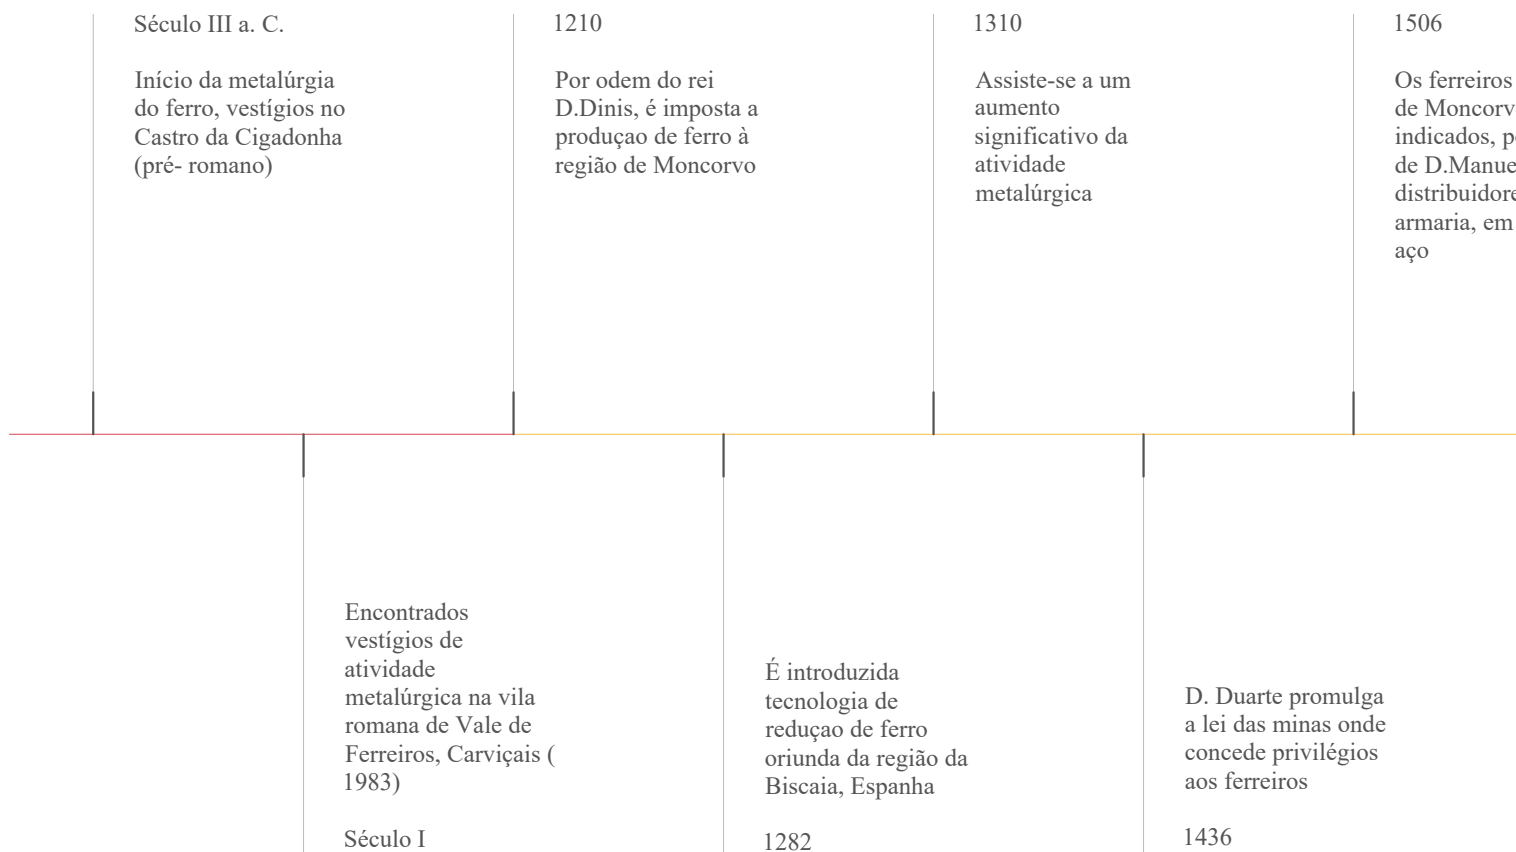 Século III a. C.
Início da metalúrgia
do ferro, vestígios no
Castro da Cigadonha
(pré- romano)
1210
Por odem do rei
D.Dinis, é imposta a
produçao de ferro à
região de Moncorvo
1310
Assiste-se a um
aumento
significativo da
atividade
metalúrgica
1506
Os ferreiros
de
indicados,
de
armaria, em
aço
Encontrados
vestígios de
atividade
metalúrgica na vila
romana de Vale de
Ferreiros, Carviçais (
1983)
Século I
É introduzida
tecnologia de
reduçao de ferro
oriunda da região da
Biscaia, Espanha
1282
D. Duarte promulga
a lei das minas onde
concede privilégios
aos ferreiros
1436